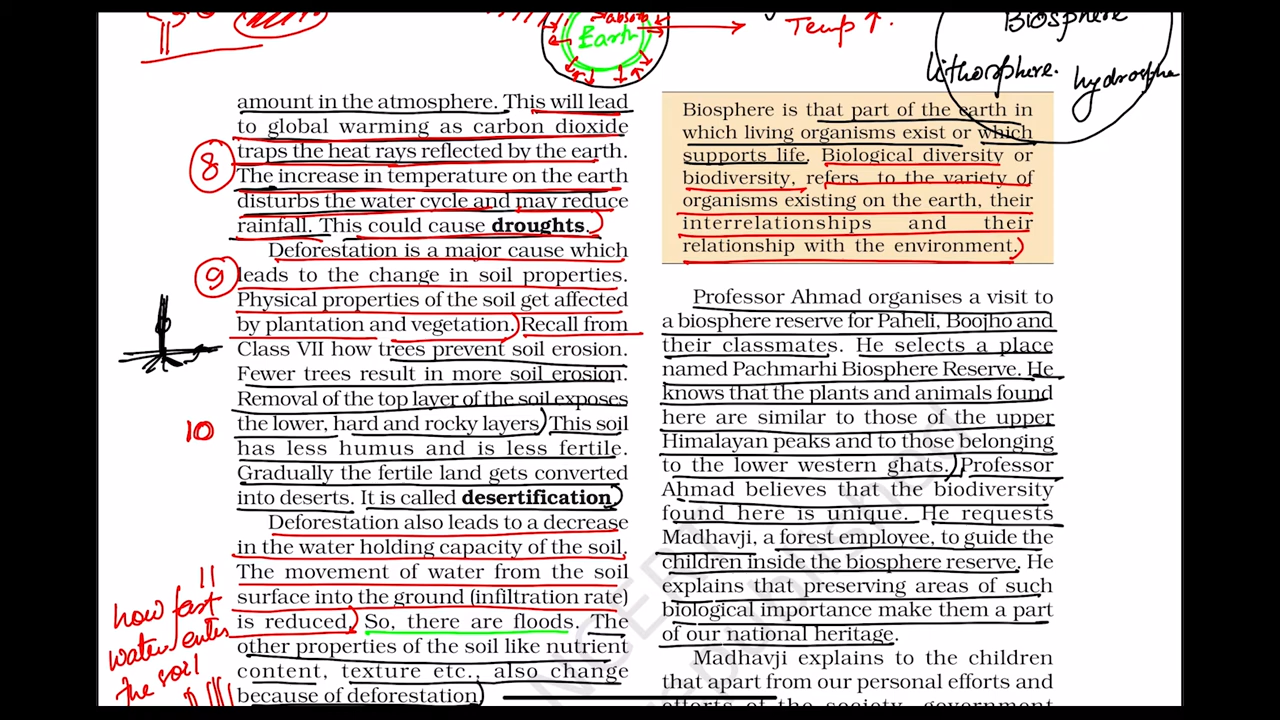 absorb
Earth
Temp ↑
Biosphere
lithosphere.
amount in the atmosphere. This will lead
to global warming as carbon dioxide
traps the heat rays reflected by the earth.
8
The increase in temperature on the earth
disturbs the water cycle and may reduce
rainfall. This could cause droughts.
Deforestation is a major cause which
9
leads to the change in soil properties.
Physical properties of the soil get affected
by plantation and vegetation. Recall from
Class VII how trees prevent soil erosion.
Fewer trees result in more soil erosion.
Removal of the top layer of the soil exposes
10
the lower, hard and rocky layers. This soil
has less humus and is less fertile.
Gradually the fertile land gets converted
into deserts. It is called desertification.
Deforestation also leads to a decrease
in the water holding capacity of the soil.
11
The movement of water from the soil
surface into the ground (infiltration rate)
is reduced. So, there are floods. The
other properties of the soil like nutrient
content, texture etc., also change
because of deforestation.
how fast
water enters
the soil
Biosphere is that part of the earth in
which living organisms exist or which
supports life. Biological diversity or
biodiversity, refers to the variety of
organisms existing on the earth, their
interrelationships and their
relationship with the environment.
Professor Ahmad organises a visit to
a biosphere reserve for Paheli, Boojho and
their classmates. He selects a place
named Pachmarhi Biosphere Reserve. He
knows that the plants and animals found
here are similar to those of the upper
Himalayan peaks and to those belonging
to the lower western ghats. Professor
Ahmad believes that the biodiversity
found here is unique. He requests
Madhavji, a forest employee, to guide the
children inside the biosphere reserve. He
explains that preserving areas of such
biological importance make them a part
of our national heritage.
Madhavji explains to the children
that apart from our personal efforts and
efforts of the society, government